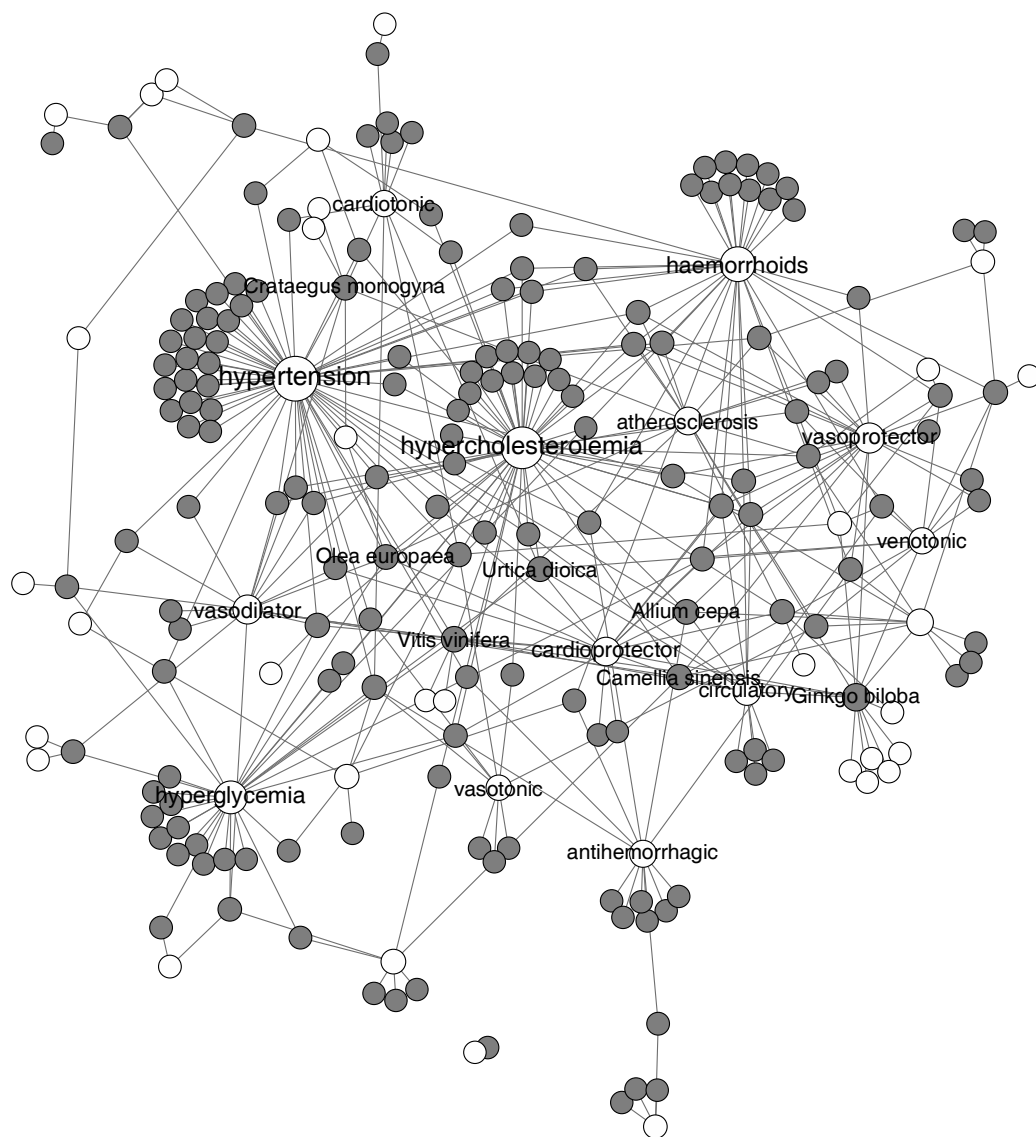 cardiotonic
haemorrhoids
Crataegus monogyna
hypertension
atherosclerosis
hypercholesterolemia
vasoprotector
venotonic
Olea europaea
Urtica dioica
vasodilator
Allium cepa
Vitis vinifera
cardioprotector
Camellia sinensis
circulatory
Ginkgo biloba
hyperglycemia
vasotonic
antihemorrhagic